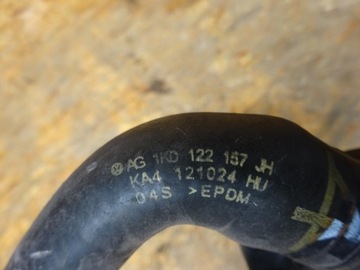 AG 1K0 122 157 JH
KA4 121024 HU
04S >EPDM